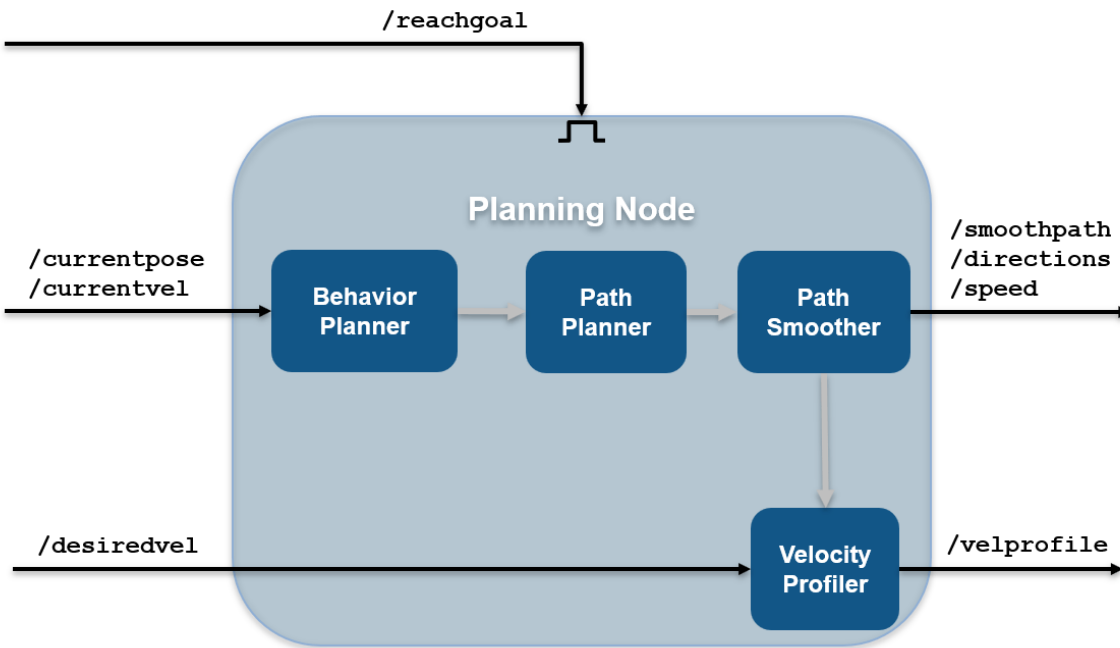 /reachgoal
Planning Node
/currentpose
/currentvel
Behavior
Planner
Path
Planner
Path
Smoother
/smoothpath
/directions
/speed
/desiredvel
Velocity
Profiler
/velprofile